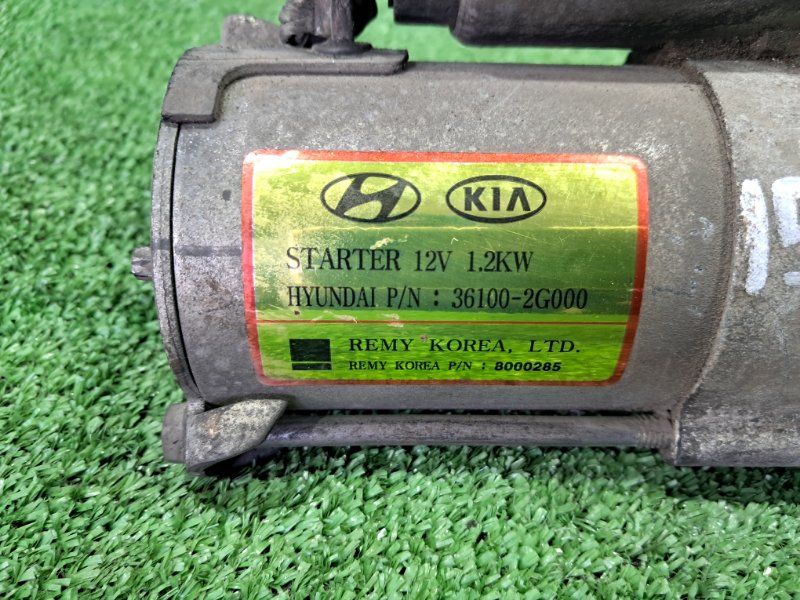 KIA
STARTER 12V 1.2KW
HYUNDAI P/N : 36100-2G000
REMY KOREA, LTD.
REMY KOREA P/N : 8000285